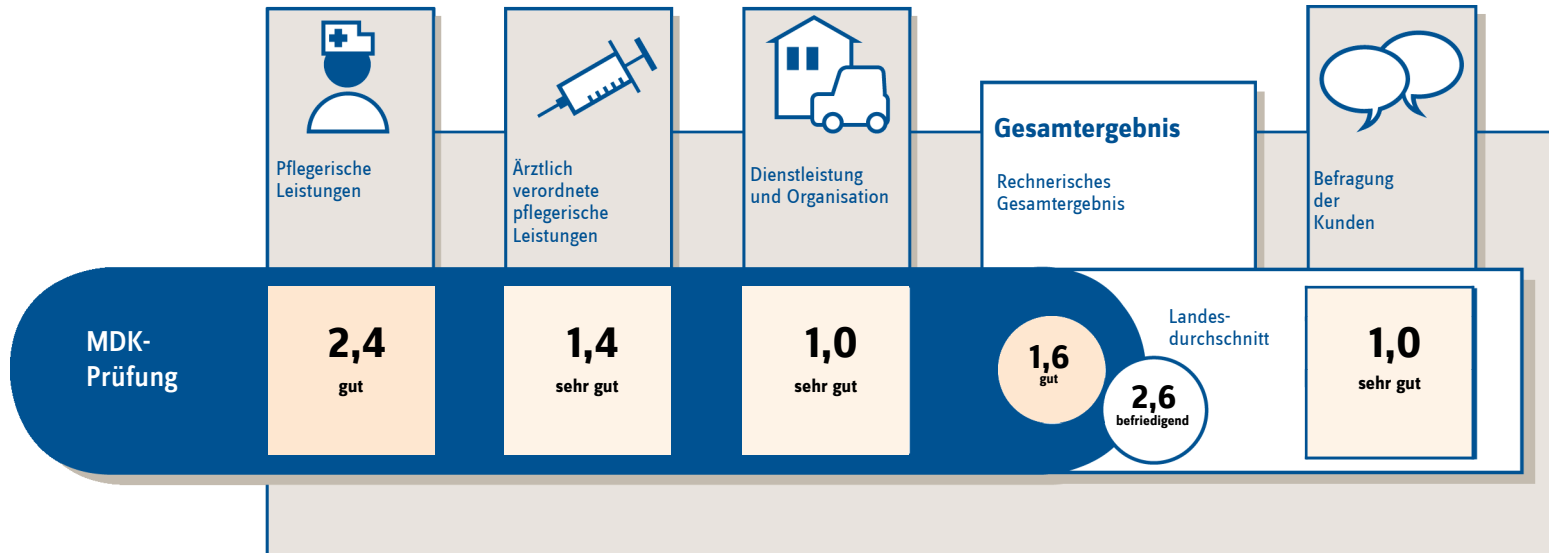 Pflegerische
Leistungen
Ärztlich
verordnete
pflegerische
Leistungen
Dienstleistung
und Organisation
Gesamtergebnis
Rechnerisches
Gesamtergebnis
Befragung
der
Kunden
MDK-
Prüfung
2,4
gut
1,4
sehr gut
1,0
sehr gut
1,6
gut
Landes-
durchschnitt
2,6
befriedigend
1,0
sehr gut